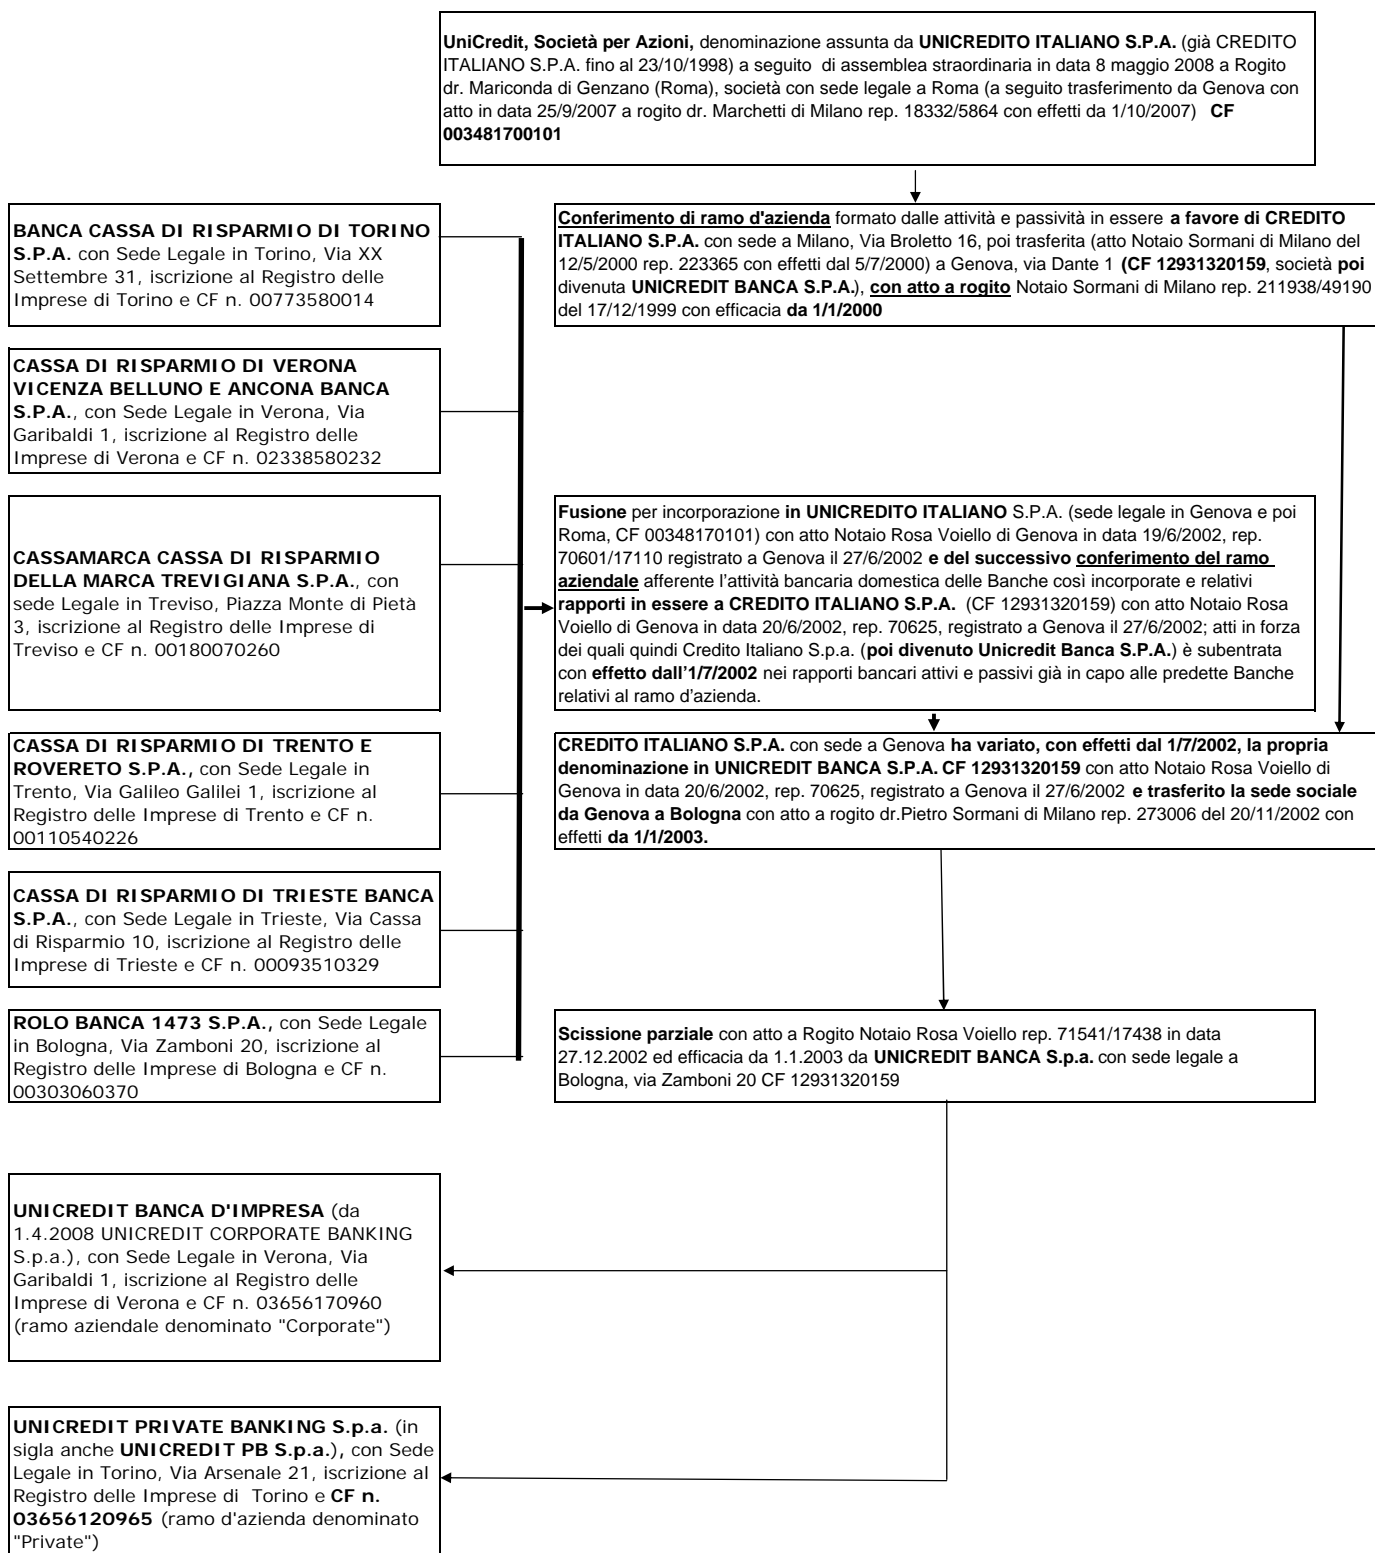 UniCredit, Società per Azioni, denominazione assunta da UNICREDITO ITALIANO S.P.A. (già CREDITO
ITALIANO S.P.A. fino al 23/10/1998) a seguito di assemblea straordinaria in data 8 maggio 2008 a Rogito
dr. Mariconda di Genzano (Roma), società con sede legale a Roma (a seguito trasferimento da Genova con
atto in data 25/9/2007 a rogito dr. Marchetti di Milano rep. 18332/5864 con effetti da 1/10/2007) CF
003481700101
BANCA CASSA DI RISPARMIO DI TORINO
S.P.A. con Sede Legale in Torino, Via XX
Settembre 31, iscrizione al Registro delle
Imprese di Torino e CF n. 00773580014
Conferimento di ramo d'azienda formato dalle attività e passività in essere a favore di CREDITO
ITALIANO S.P.A. con sede a Milano, Via Broletto 16, poi trasferita (atto Notaio Sormani di Milano del
12/5/2000 rep. 223365 con effetti dal 5/7/2000) a Genova, via Dante 1 (CF 12931320159, società poi
divenuta UNICREDIT BANCA S.P.A.), con atto a rogito Notaio Sormani di Milano rep. 211938/49190
del 17/12/1999 con efficacia da 1/1/2000
CASSA DI RISPARMIO DI VERONA
VICENZA BELLUNO E ANCONA BANCA
S.P.A., con Sede Legale in Verona, Via
Garibaldi 1, iscrizione al Registro delle
Imprese di Verona e CF n. 02338580232
CASSAMARCA CASSA DI RISPARMIO
DELLA MARCA TREVIGIANA S.P.A., con
sede Legale in Treviso, Piazza Monte di Pietà
3, iscrizione al Registro delle Imprese di
Treviso e CF n. 00180070260
Fusione per incorporazione in UNICREDITO ITALIANO S.P.A. (sede legale in Genova e poi
Roma, CF 00348170101) con atto Notaio Rosa Voiello di Genova in data 19/6/2002, rep.
70601/17110 registrato a Genova il 27/6/2002 e del successivo conferimento del ramo
aziendale afferente l'attività bancaria domestica delle Banche così incorporate e relativi
rapporti in essere a CREDITO ITALIANO S.P.A. (CF 12931320159) con atto Notaio Rosa
Voiello di Genova in data 20/6/2002, rep. 70625, registrato a Genova il 27/6/2002; atti in forza
dei quali quindi Credito Italiano S.p.a. (poi divenuto Unicredit Banca S.P.A.) è subentrata
con effetto dall'1/7/2002 nei rapporti bancari attivi e passivi già in capo alle predette Banche
relativi al ramo d'azienda.
CASSA DI RISPARMIO DI TRENTO E
ROVERETO S.P.A., con Sede Legale in
Trento, Via Galileo Galilei 1, iscrizione al
Registro delle Imprese di Trento e CF n.
00110540226
CREDITO ITALIANO S.P.A. con sede a Genova ha variato, con effetti dal 1/7/2002, la propria
denominazione in UNICREDIT BANCA S.P.A. CF 12931320159 con atto Notaio Rosa Voiello di
Genova in data 20/6/2002, rep. 70625, registrato a Genova il 27/6/2002 e trasferito la sede sociale
da Genova a Bologna con atto a rogito dr.Pietro Sormani di Milano rep. 273006 del 20/11/2002 con
effetti da 1/1/2003.
CASSA DI RISPARMIO DI TRIESTE BANCA
S.P.A., con Sede Legale in Trieste, Via Cassa
di Risparmio 10, iscrizione al Registro delle
Imprese di Trieste e CF n. 00093510329
ROLO BANCA 1473 S.P.A., con Sede Legale
in Bologna, Via Zamboni 20, iscrizione al
Registro delle Imprese di Bologna e CF n.
00303060370
Scissione parziale con atto a Rogito Notaio Rosa Voiello rep. 71541/17438 in data
27.12.2002 ed efficacia da 1.1.2003 da UNICREDIT BANCA S.p.a. con sede legale a
Bologna, via Zamboni 20 CF 12931320159
UNICREDIT BANCA D'IMPRESA (da
1.4.2008 UNICREDIT CORPORATE BANKING
S.p.a.), con Sede Legale in Verona, Via
Garibaldi 1, iscrizione al Registro delle
Imprese di Verona e CF n. 03656170960
(ramo aziendale denominato "Corporate")
UNICREDIT PRIVATE BANKING S.p.a. (in
sigla anche UNICREDIT PB S.p.a.), con Sede
Legale in Torino, Via Arsenale 21, iscrizione al
Registro delle Imprese di Torino e CF n.
03656120965 (ramo d'azienda denominato
"Private")